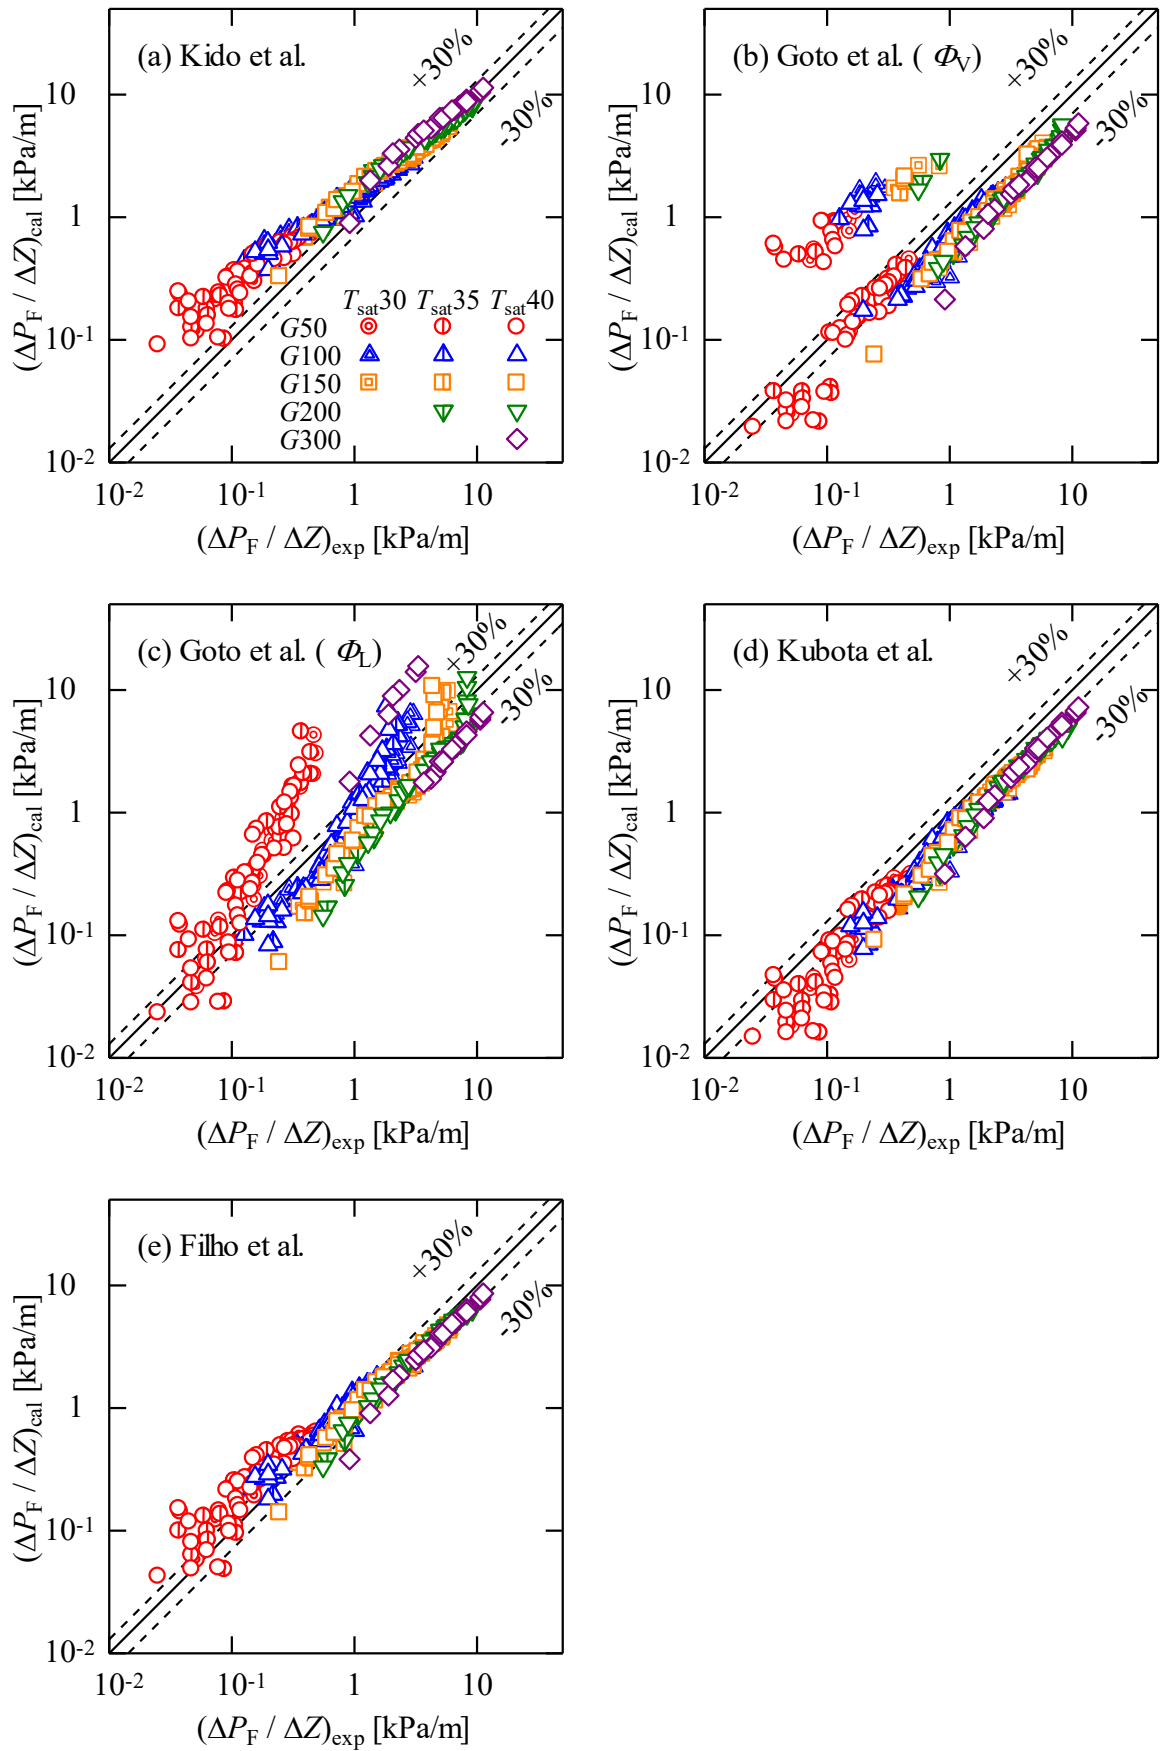 (a) Kido et al.
+30%
-30%
10
1
10-1
10-2
(ΔPF / ΔZ)cal [kPa/m]
Tsat30 Tsat35 Tsat40
G50
G100
G150
G200
G300
10-2 10-1 1 10
(ΔPF / ΔZ)exp [kPa/m]
(b) Goto et al. ( ΦV)
+30%
-30%
10
1
10-1
10-2
(ΔPF / ΔZ)cal [kPa/m]
10-2 10-1 1 10
(ΔPF / ΔZ)exp [kPa/m]
(c) Goto et al. ( ΦL)
+30%
-30%
10
1
10-1
10-2
(ΔPF / ΔZ)cal [kPa/m]
10-2 10-1 1 10
(ΔPF / ΔZ)exp [kPa/m]
(d) Kubota et al.
+30%
-30%
10
1
10-1
10-2
(ΔPF / ΔZ)cal [kPa/m]
10-2 10-1 1 10
(ΔPF / ΔZ)exp [kPa/m]
(e) Filho et al.
+30%
-30%
10
1
10-1
10-2
(ΔPF / ΔZ)cal [kPa/m]
10-2 10-1 1 10
(ΔPF / ΔZ)exp [kPa/m]